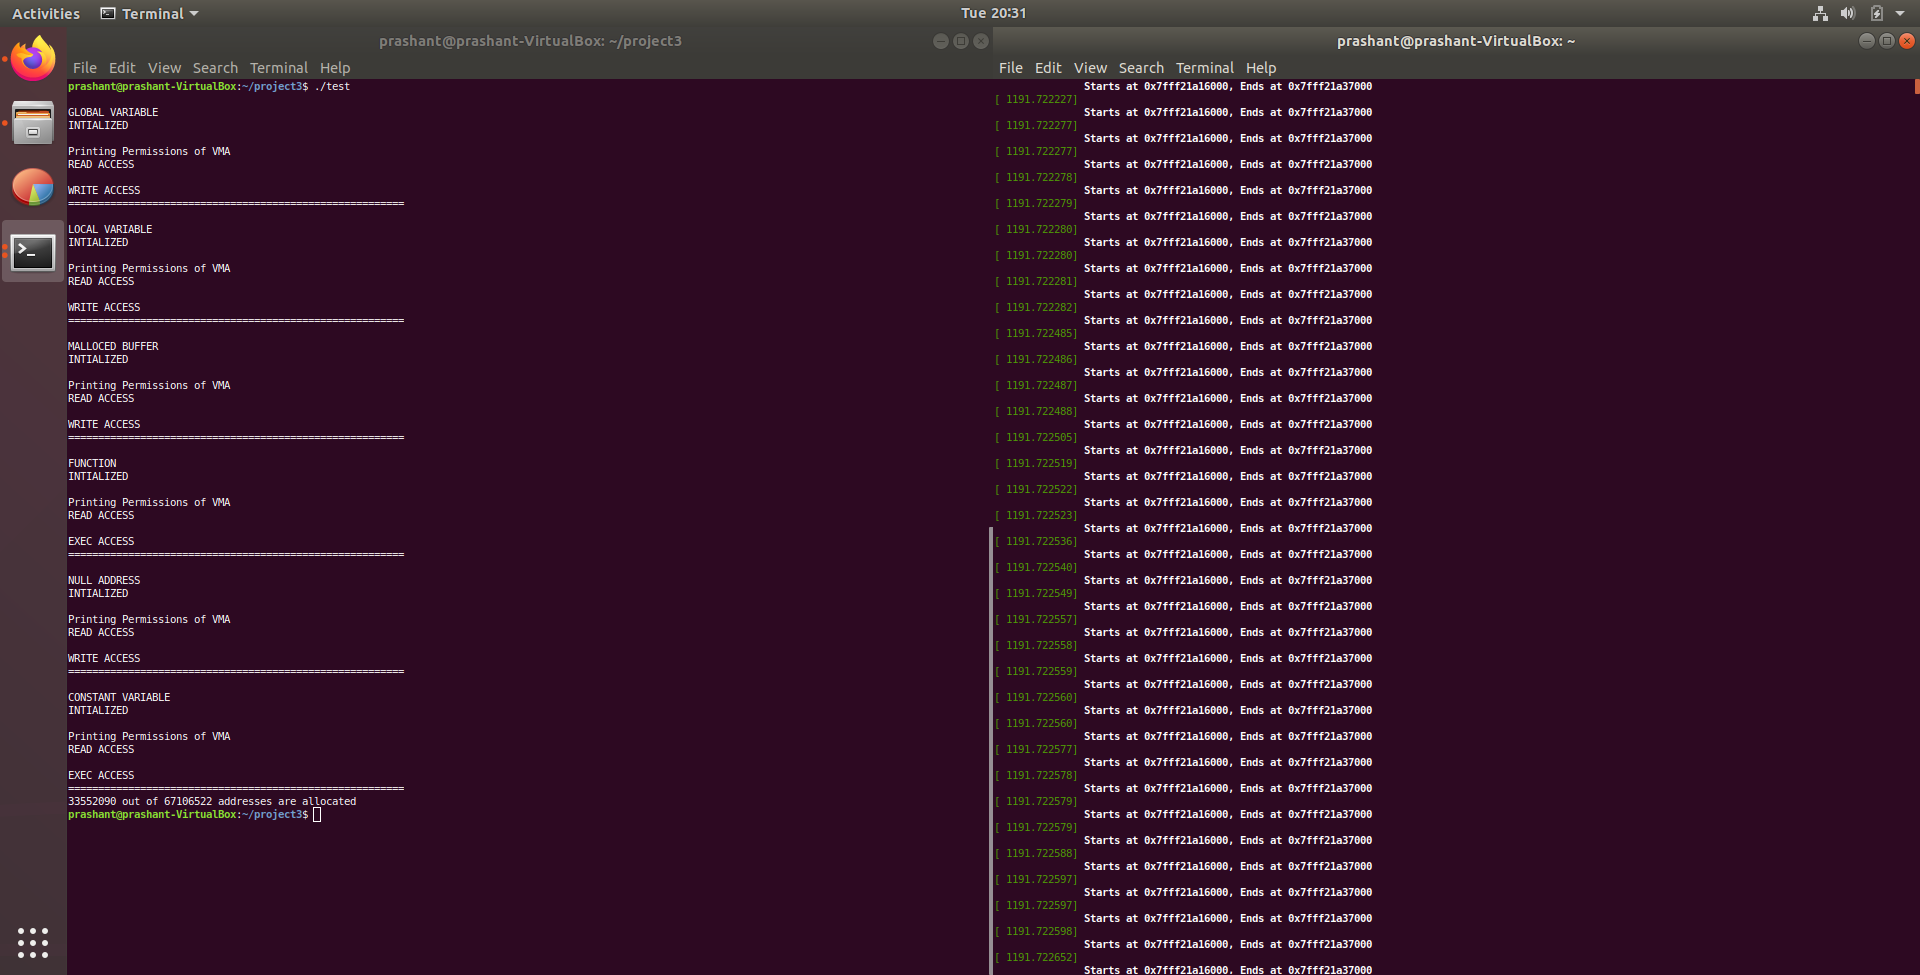 Activities Terminal Tue 20:31
prashant@prashant-VirtualBox: ~/project3
File Edit View Search Terminal Help
prashant@prashant-VirtualBox:~/project3$ ./test
GLOBAL VARIABLE
INTIALIZED
Printing Permissions of VMA
READ ACCESS
WRITE ACCESS
========================================================
LOCAL VARIABLE
INTIALIZED
Printing Permissions of VMA
READ ACCESS
WRITE ACCESS
========================================================
MALLOCED BUFFER
INTIALIZED
Printing Permissions of VMA
READ ACCESS
WRITE ACCESS
========================================================
FUNCTION
INTIALIZED
Printing Permissions of VMA
READ ACCESS
EXEC ACCESS
========================================================
NULL ADDRESS
INTIALIZED
Printing Permissions of VMA
READ ACCESS
WRITE ACCESS
========================================================
CONSTANT VARIABLE
INTIALIZED
Printing Permissions of VMA
READ ACCESS
EXEC ACCESS
========================================================
33552090 out of 67106522 addresses are allocated
prashant@prashant-VirtualBox:~/project3$
prashant@prashant-VirtualBox: ~
File Edit View Search Terminal Help
Starts at 0x7fff21a16000, Ends at 0x7fff21a37000
[ 1191.722227]
Starts at 0x7fff21a16000, Ends at 0x7fff21a37000
[ 1191.722277]
Starts at 0x7fff21a16000, Ends at 0x7fff21a37000
[ 1191.722277]
Starts at 0x7fff21a16000, Ends at 0x7fff21a37000
[ 1191.722278]
Starts at 0x7fff21a16000, Ends at 0x7fff21a37000
[ 1191.722279]
Starts at 0x7fff21a16000, Ends at 0x7fff21a37000
[ 1191.722280]
Starts at 0x7fff21a16000, Ends at 0x7fff21a37000
[ 1191.722280]
Starts at 0x7fff21a16000, Ends at 0x7fff21a37000
[ 1191.722281]
Starts at 0x7fff21a16000, Ends at 0x7fff21a37000
[ 1191.722282]
Starts at 0x7fff21a16000, Ends at 0x7fff21a37000
[ 1191.722485]
Starts at 0x7fff21a16000, Ends at 0x7fff21a37000
[ 1191.722486]
Starts at 0x7fff21a16000, Ends at 0x7fff21a37000
[ 1191.722487]
Starts at 0x7fff21a16000, Ends at 0x7fff21a37000
[ 1191.722488]
Starts at 0x7fff21a16000, Ends at 0x7fff21a37000
[ 1191.722505]
Starts at 0x7fff21a16000, Ends at 0x7fff21a37000
[ 1191.722519]
Starts at 0x7fff21a16000, Ends at 0x7fff21a37000
[ 1191.722522]
Starts at 0x7fff21a16000, Ends at 0x7fff21a37000
[ 1191.722523]
Starts at 0x7fff21a16000, Ends at 0x7fff21a37000
[ 1191.722536]
Starts at 0x7fff21a16000, Ends at 0x7fff21a37000
[ 1191.722540]
Starts at 0x7fff21a16000, Ends at 0x7fff21a37000
[ 1191.722549]
Starts at 0x7fff21a16000, Ends at 0x7fff21a37000
[ 1191.722557]
Starts at 0x7fff21a16000, Ends at 0x7fff21a37000
[ 1191.722558]
Starts at 0x7fff21a16000, Ends at 0x7fff21a37000
[ 1191.722559]
Starts at 0x7fff21a16000, Ends at 0x7fff21a37000
[ 1191.722560]
Starts at 0x7fff21a16000, Ends at 0x7fff21a37000
[ 1191.722560]
Starts at 0x7fff21a16000, Ends at 0x7fff21a37000
[ 1191.722577]
Starts at 0x7fff21a16000, Ends at 0x7fff21a37000
[ 1191.722578]
Starts at 0x7fff21a16000, Ends at 0x7fff21a37000
[ 1191.722579]
Starts at 0x7fff21a16000, Ends at 0x7fff21a37000
[ 1191.722579]
Starts at 0x7fff21a16000, Ends at 0x7fff21a37000
[ 1191.722588]
Starts at 0x7fff21a16000, Ends at 0x7fff21a37000
[ 1191.722597]
Starts at 0x7fff21a16000, Ends at 0x7fff21a37000
[ 1191.722597]
Starts at 0x7fff21a16000, Ends at 0x7fff21a37000
[ 1191.722598]
Starts at 0x7fff21a16000, Ends at 0x7fff21a37000
[ 1191.722652]
Starts at 0x7fff21a16000, Ends at 0x7fff21a37000